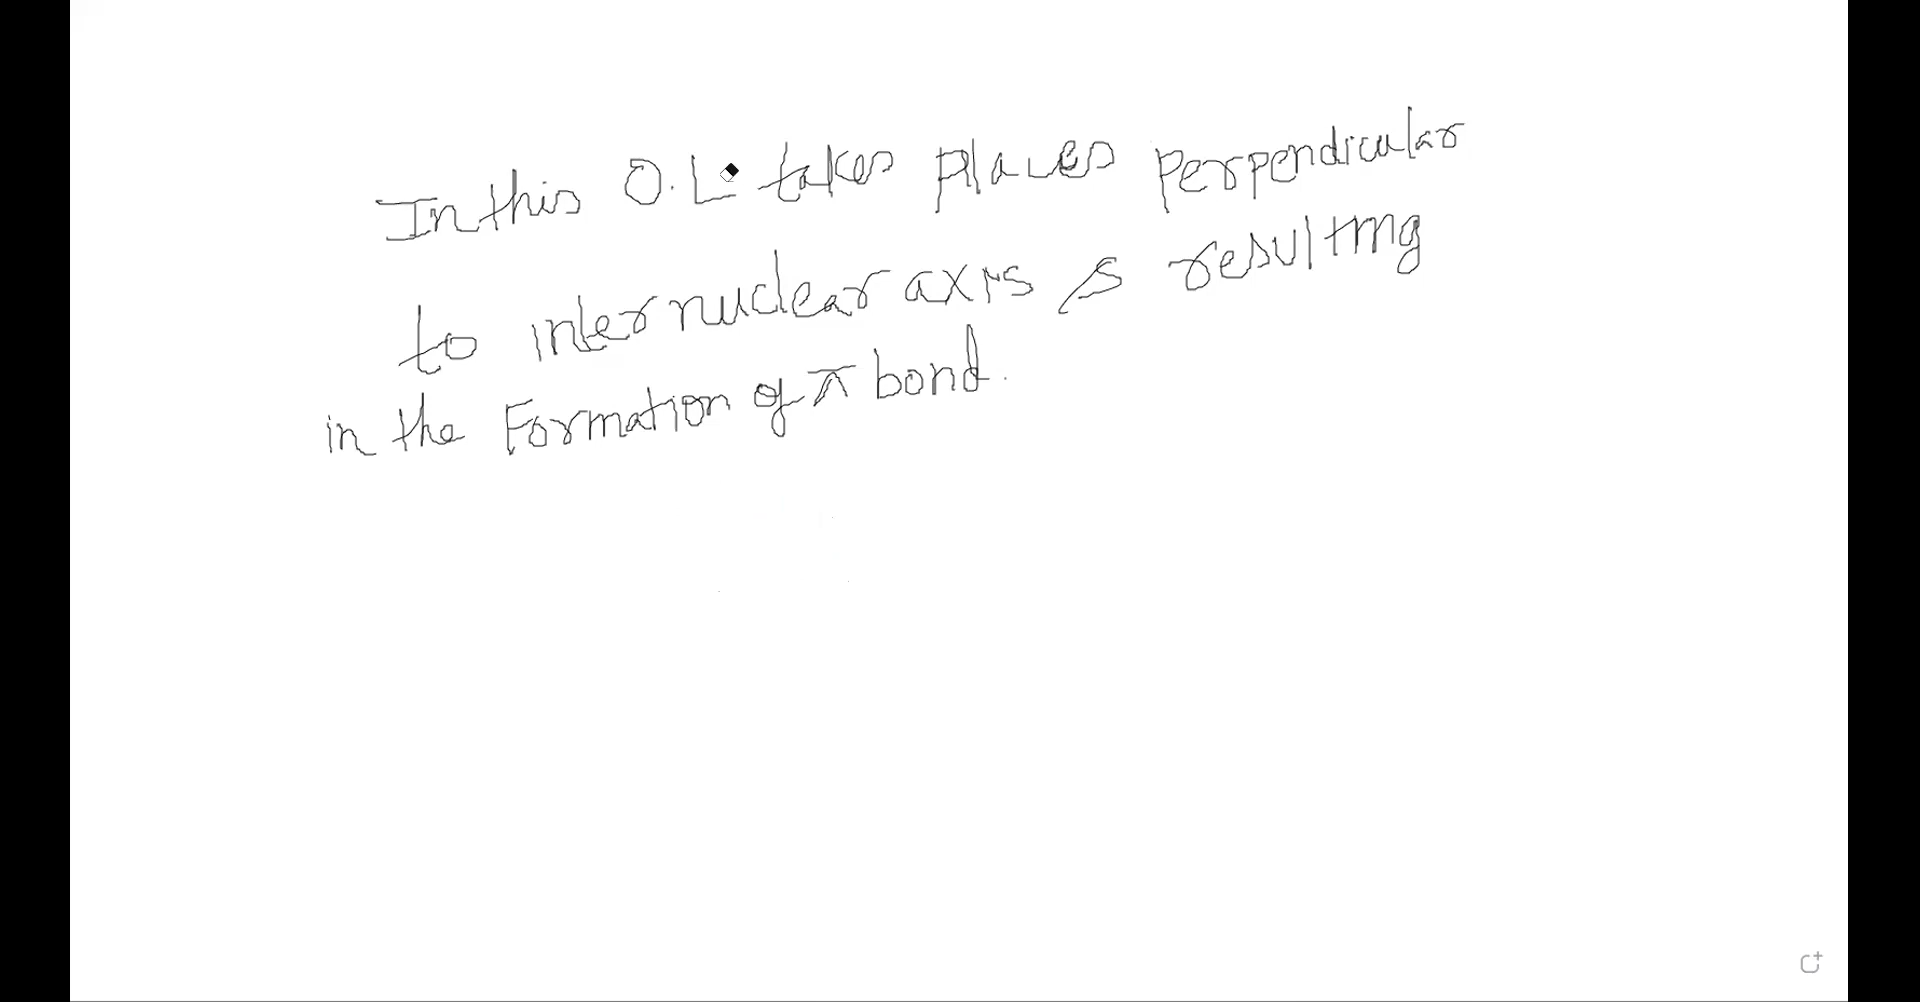 In this O.L takes places perpendicular
to internuclear axis & resulting
in the Formation of π bond.